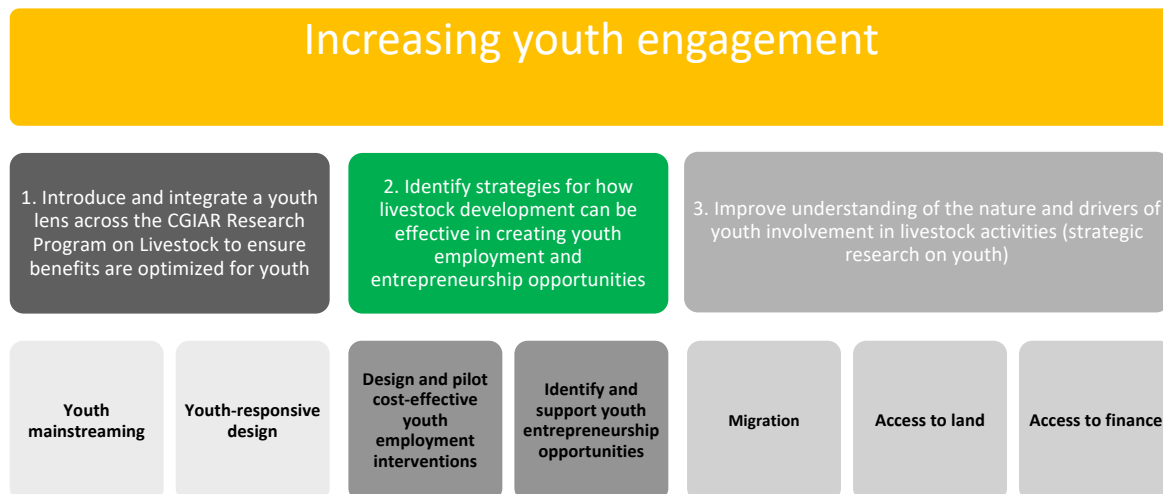 Increasing youth engagement
1. Introduce and integrate a youth
lens across the CGIAR Research
Program on Livestock to ensure
benefits are optimized for youth
2. Identify strategies for how
livestock development can be
effective in creating youth
employment and
entrepreneurship opportunities
3. Improve understanding of the nature and drivers of
youth involvement in livestock activities (strategic
research on youth)
Youth
mainstreaming
Youth-responsive
design
Design and pilot
cost-effective
youth
employment
interventions
Identify and
support youth
entrepreneurship
opportunities
Migration
Access to land
Access to finance